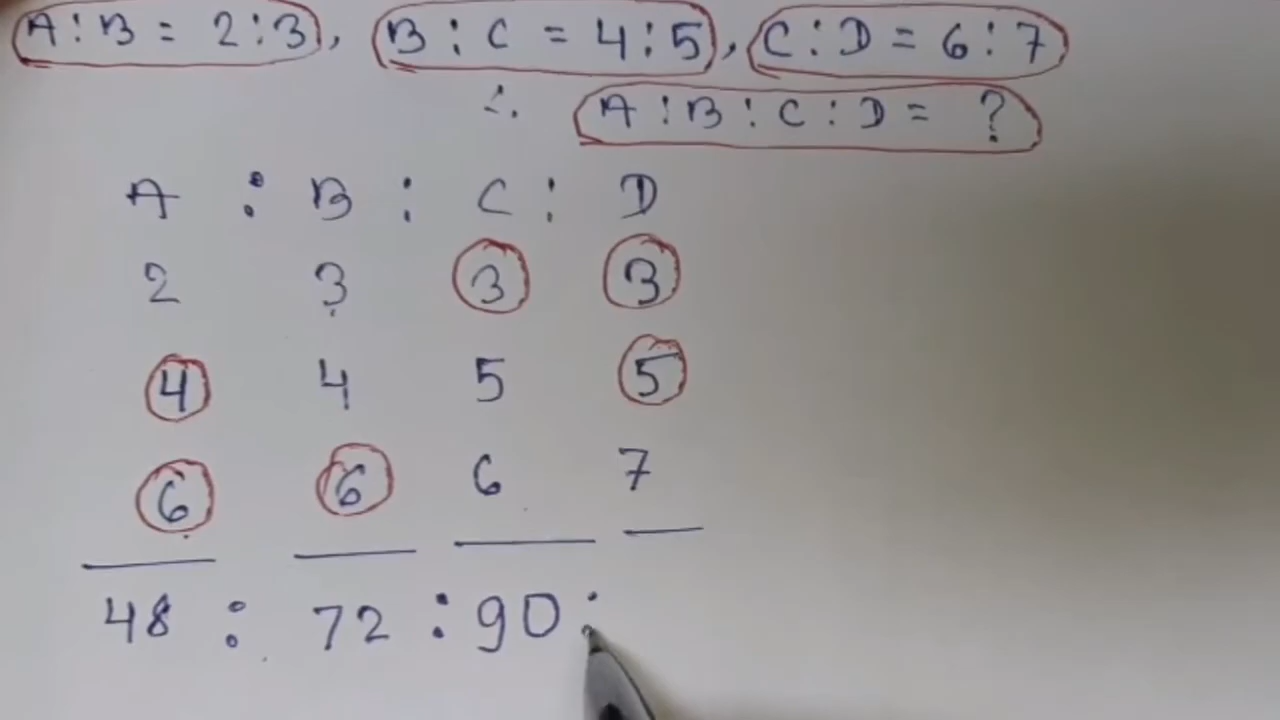 A : B = 2 : 3 , B : C = 4 : 5 , C : D = 6 : 7
∴ A : B : C : D = ?
A : B : C : D
2 3 3 3
4 4 5 5
6 6 6 7
48 : 72 : 90 :